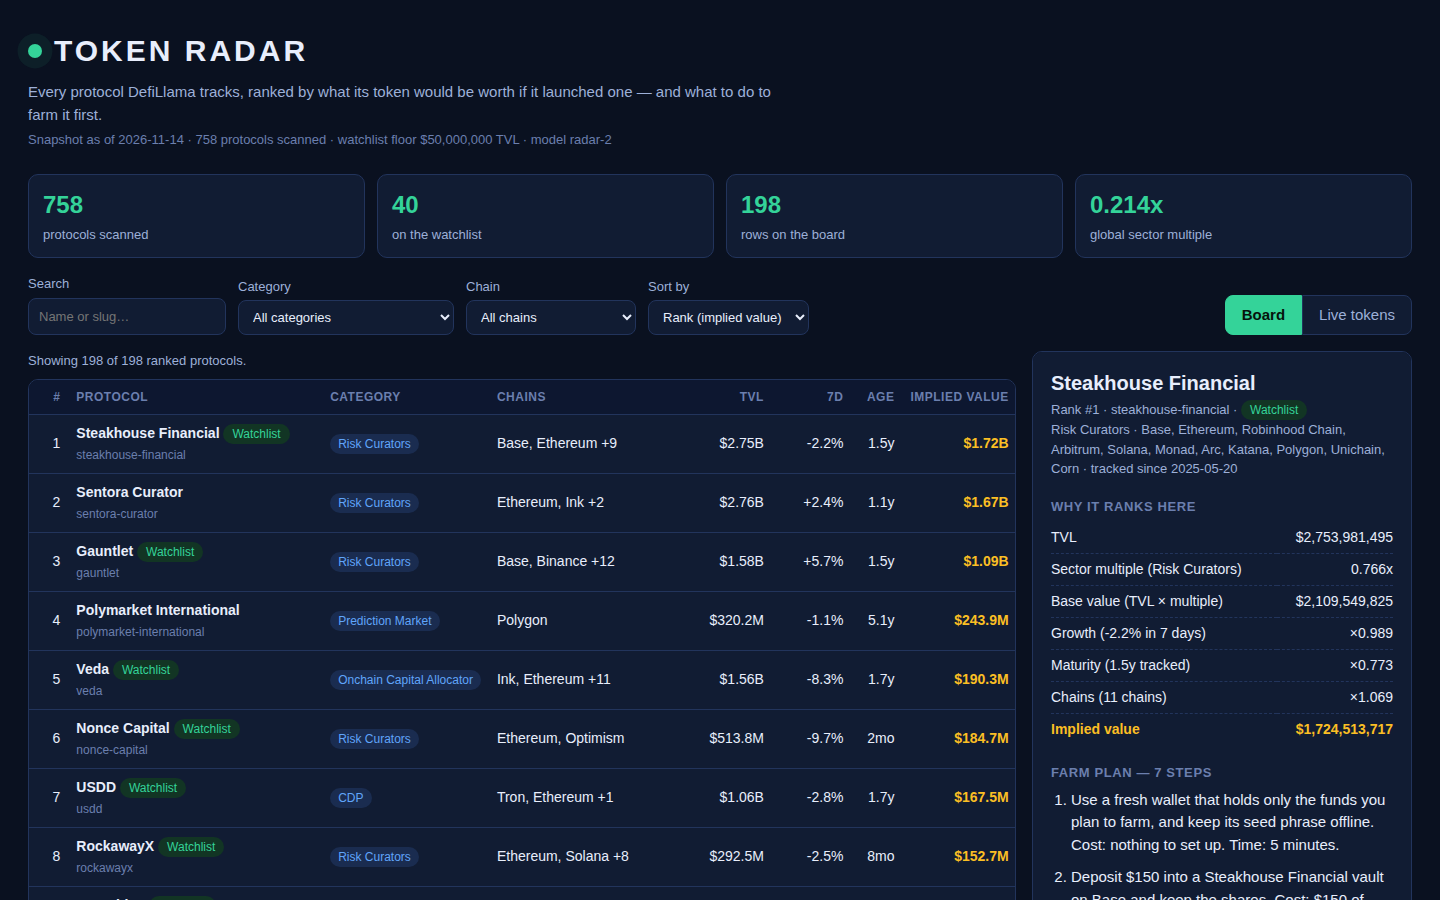 TOKEN RADAR
Every protocol DefiLlama tracks, ranked by what its token would be worth if it launched one — and what to do to
farm it first.
Snapshot as of 2026-11-14 · 758 protocols scanned · watchlist floor $50,000,000 TVL · model radar-2
758
protocols scanned
40
on the watchlist
198
rows on the board
0.214x
global sector multiple
Search
Name or slug…
Category
All categories
Chain
All chains
Sort by
Rank (implied value)
Board
Live tokens
Showing 198 of 198 ranked protocols.
# PROTOCOL CATEGORY CHAINS TVL 7D AGE IMPLIED VALUE
1 Steakhouse Financial Watchlist Risk Curators Base, Ethereum +9 $2.75B -2.2% 1.5y $1.72B
steakhouse-financial
2 Sentora Curator Risk Curators Ethereum, Ink +2 $2.76B +2.4% 1.1y $1.67B
sentora-curator
3 Gauntlet Watchlist Risk Curators Base, Binance +12 $1.58B +5.7% 1.5y $1.09B
gauntlet
4 Polymarket International Prediction Market Polygon $320.2M -1.1% 5.1y $243.9M
polymarket-international
5 Veda Watchlist Onchain Capital Allocator Ink, Ethereum +11 $1.56B -8.3% 1.7y $190.3M
veda
6 Nonce Capital Watchlist Risk Curators Ethereum, Optimism $513.8M -9.7% 2mo $184.7M
nonce-capital
7 USDD Watchlist CDP Tron, Ethereum +1 $1.06B -2.8% 1.7y $167.5M
usdd
8 RockawayX Watchlist Risk Curators Ethereum, Solana +8 $292.5M -2.5% 8mo $152.7M
rockawayx
Steakhouse Financial
Rank #1 · steakhouse-financial · Watchlist
Risk Curators · Base, Ethereum, Robinhood Chain,
Arbitrum, Solana, Monad, Arc, Katana, Polygon, Unichain,
Corn · tracked since 2025-05-20
WHY IT RANKS HERE
TVL $2,753,981,495
Sector multiple (Risk Curators) 0.766x
Base value (TVL × multiple) $2,109,549,825
Growth (-2.2% in 7 days) ×0.989
Maturity (1.5y tracked) ×0.773
Chains (11 chains) ×1.069
Implied value $1,724,513,717
FARM PLAN — 7 STEPS
1. Use a fresh wallet that holds only the funds you
plan to farm, and keep its seed phrase offline.
Cost: nothing to set up. Time: 5 minutes.
2. Deposit $150 into a Steakhouse Financial vault
on Base and keep the shares. Cost: $150 of